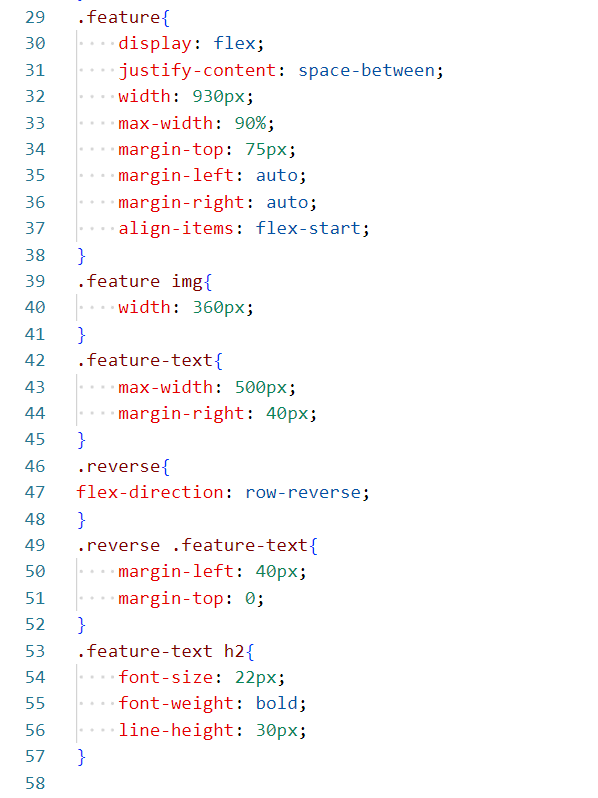 29 .feature{
30 ····display: flex;
31 ····justify-content: space-between;
32 ····width: 930px;
33 ····max-width: 90%;
34 ····margin-top: 75px;
35 ····margin-left: auto;
36 ····margin-right: auto;
37 ····align-items: flex-start;
38 }
39 .feature img{
40 ····width: 360px;
41 }
42 .feature-text{
43 ····max-width: 500px;
44 ····margin-right: 40px;
45 }
46 .reverse{
47 flex-direction: row-reverse;
48 }
49 .reverse .feature-text{
50 ····margin-left: 40px;
51 ····margin-top: 0;
52 }
53 .feature-text h2{
54 ····font-size: 22px;
55 ····font-weight: bold;
56 ····line-height: 30px;
57 }
58